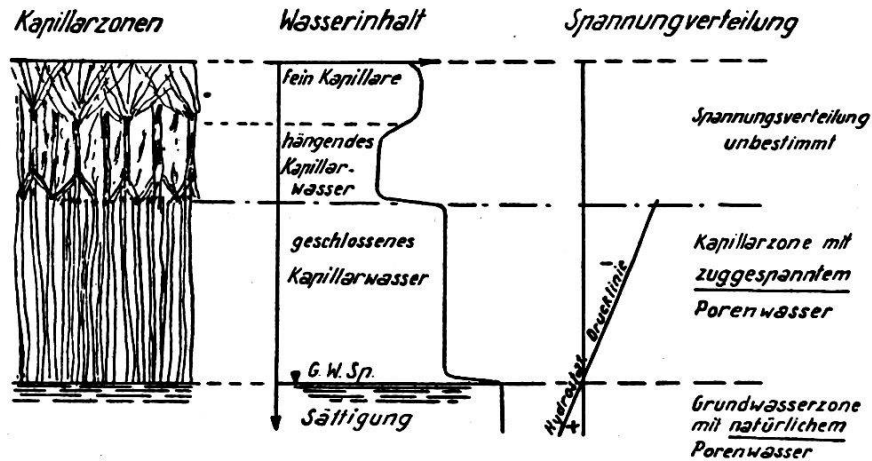 Kapillarzonen
Wasserinhalt
Spannungsverteilung
Fein Kapillare
hängendes
Kapillar-
wasser
geschlossenes
Kapillarwasser
G. W. Sp.
Sättigung
Spannungsverteilung
unbestimmt
-
Hydrostat. Drucklinie
+
Kapillarzone mit
zuggespanntem
Porenwasser
Grundwasserzone
mit natürlichem
Porenwasser